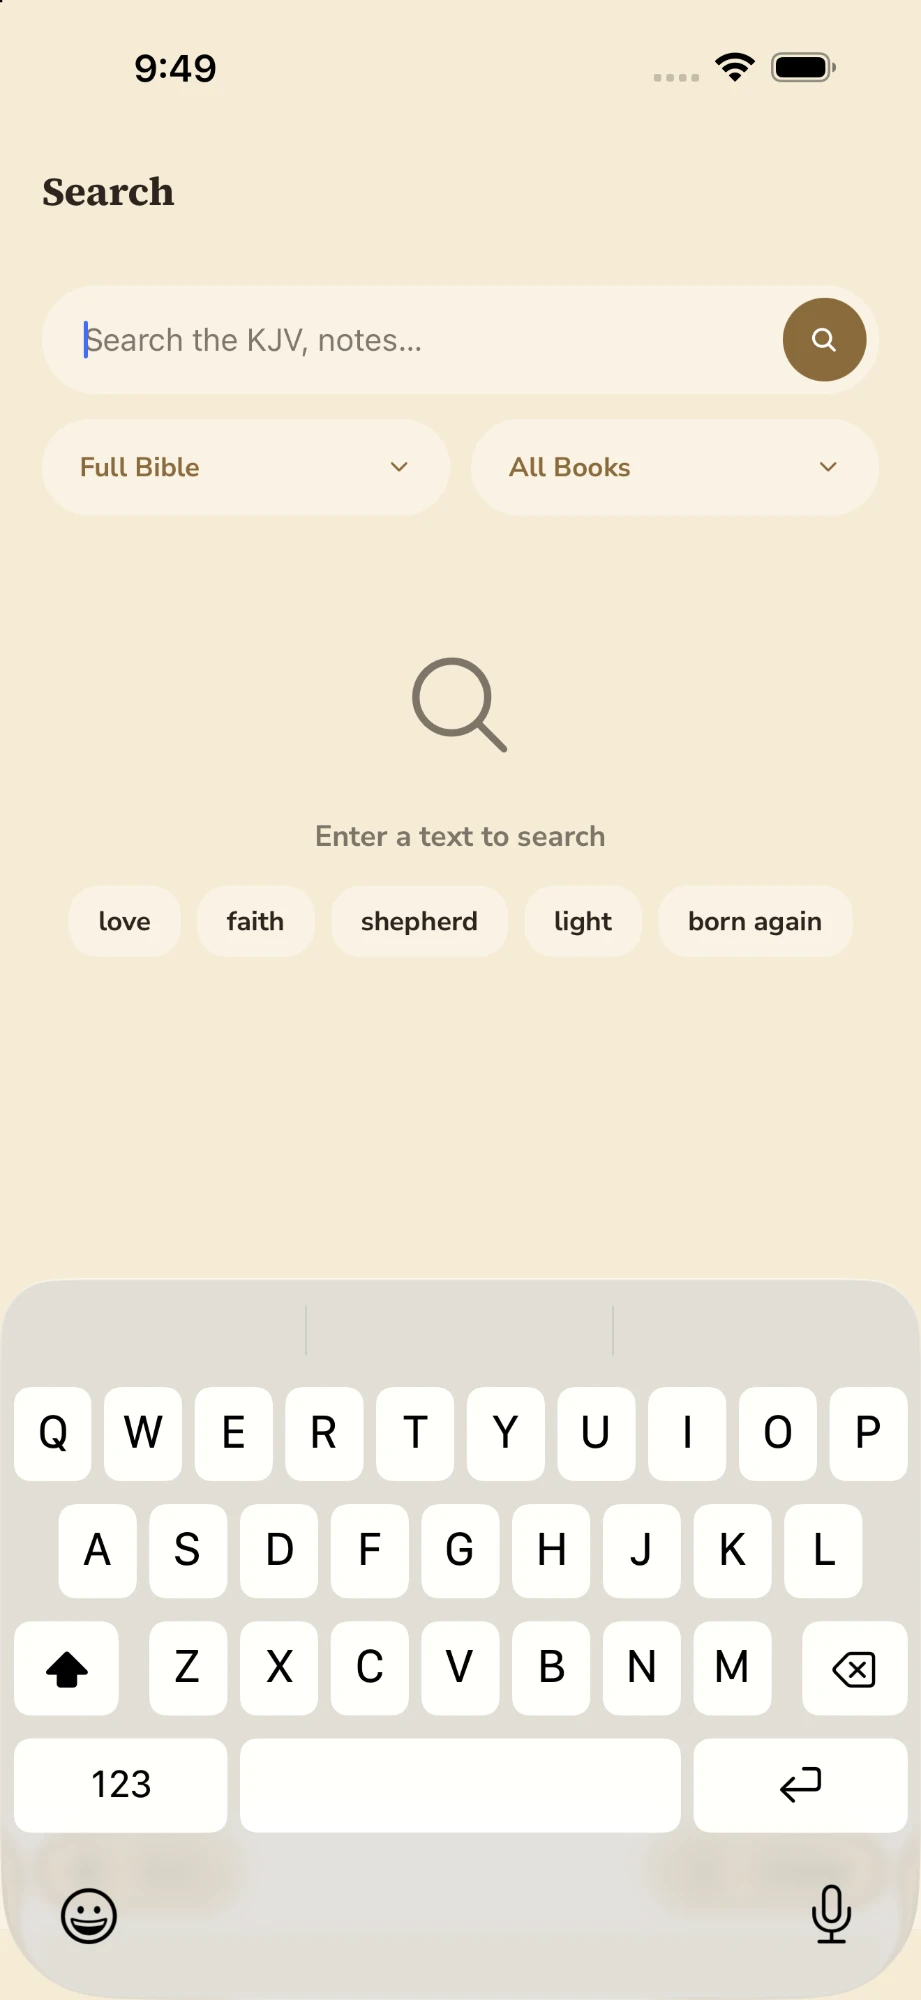 9:49
Search
Search the KJV, notes...
Full Bible
All Books
Enter a text to search
love faith shepherd light born again
Q W E R T Y U I O P
A S D F G H J K L
Z X C V B N M
123